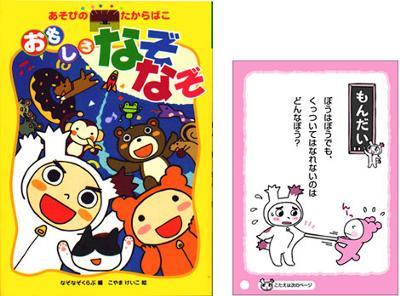 あそびの たからばこ
おもしろ
なぞなぞ
なぞなぞくらぶ 編 こやま けいこ 絵
もんだい
ぼうはぼうでも、
くっついてはなれないのは
どんなぼう？
こたえは次のページ